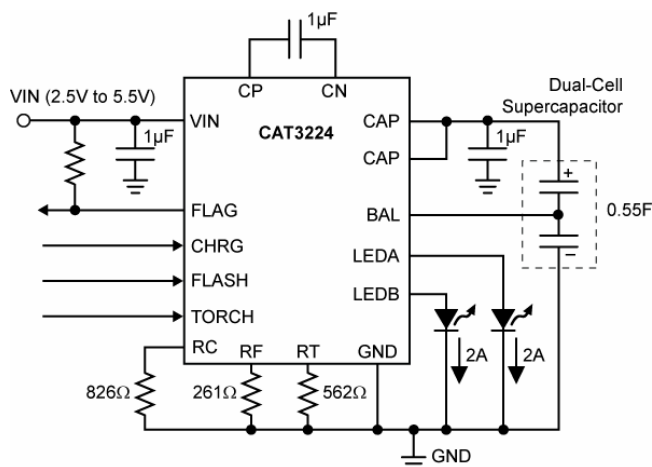 1µF
CP
CN
VIN (2.5V to 5.5V)
Dual-Cell
Supercapacitor
VIN
CAP
1µF
CAT3224
1µF
CAP
+
FLAG
BAL
0.55F
CHRG
LEDA
−
FLASH
LEDB
TORCH
RC
RF
RT
GND
2A
2A
826Ω
261Ω
562Ω
GND